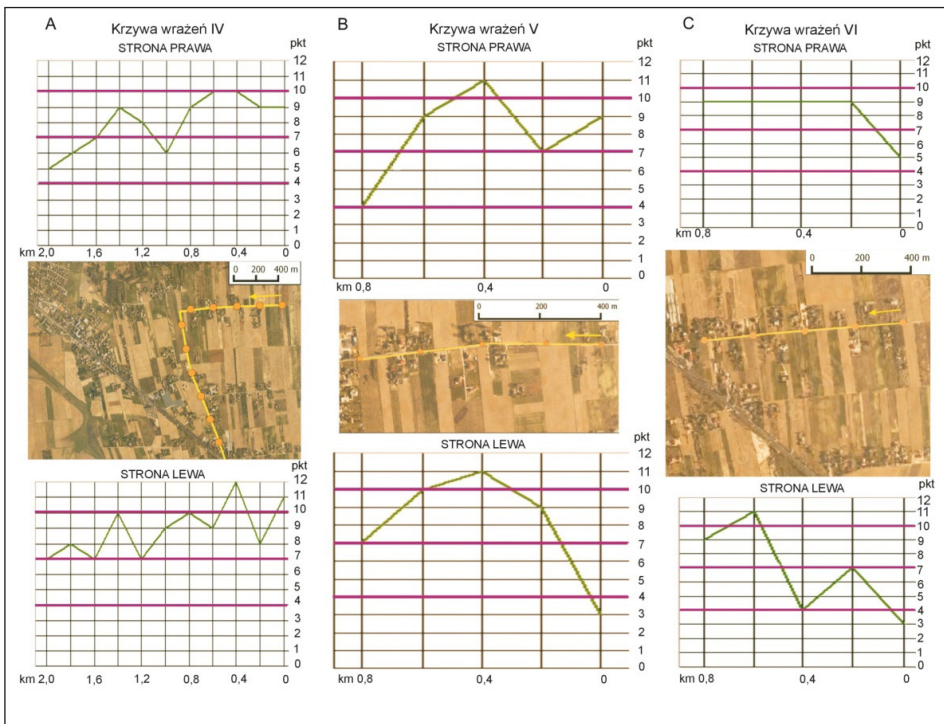 A
Krzywa wrażeń IV
STRONA PRAWA
pkt
12
11
10
9
8
7
6
5
4
3
2
1
0
km 2,0 1,6 1,2 0,8 0,4 0
0 200 400 m
STRONA LEWA
pkt
12
11
10
9
8
7
6
5
4
3
2
1
0
km 2,0 1,6 1,2 0,8 0,4 0
B
Krzywa wrażeń V
STRONA PRAWA
pkt
12
11
10
9
8
7
6
5
4
3
2
1
0
km 0,8 0,4 0
0 200 400 m
STRONA LEWA
pkt
12
11
10
9
8
7
6
5
4
3
2
1
0
km 0,8 0,4 0
C
Krzywa wrażeń VI
STRONA PRAWA
pkt
12
11
10
9
8
7
6
5
4
3
2
1
0
km 0,8 0,4 0
0 200 400 m
STRONA LEWA
pkt
12
11
10
9
8
7
6
5
4
3
2
1
0
km 0,8 0,4 0